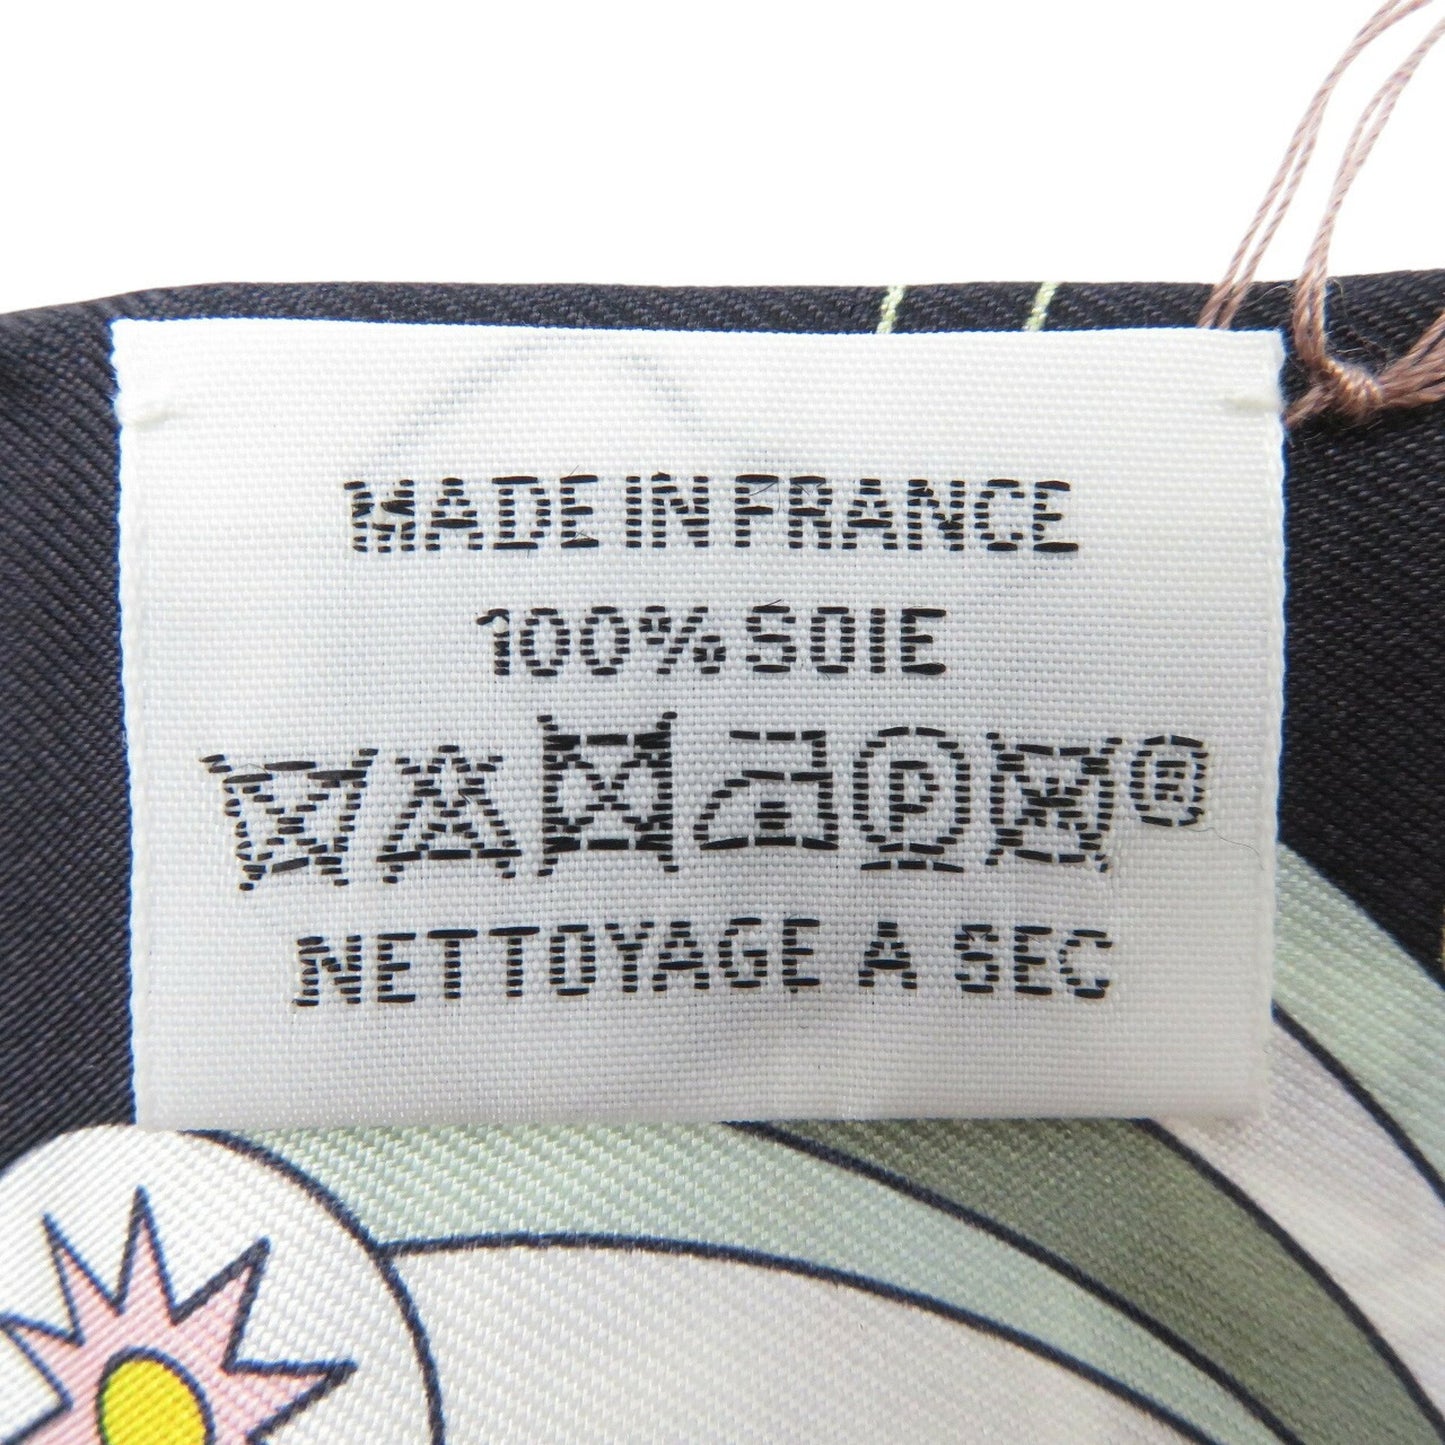 MADE IN FRANCE
100% SOIE
P ®
NETTOYAGE A SEC